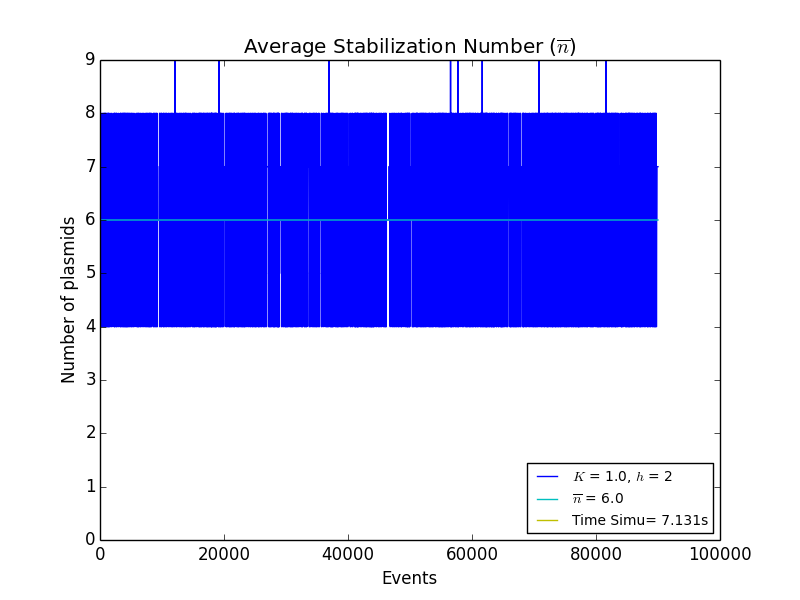 Average Stabilization Number (n̅)
9
8
7
6
5
4
3
2
1
0
Number of plasmids
K = 1.0, h = 2
n̅ = 6.0
Time Simu= 7.131s
0 20000 40000 60000 80000 100000
Events